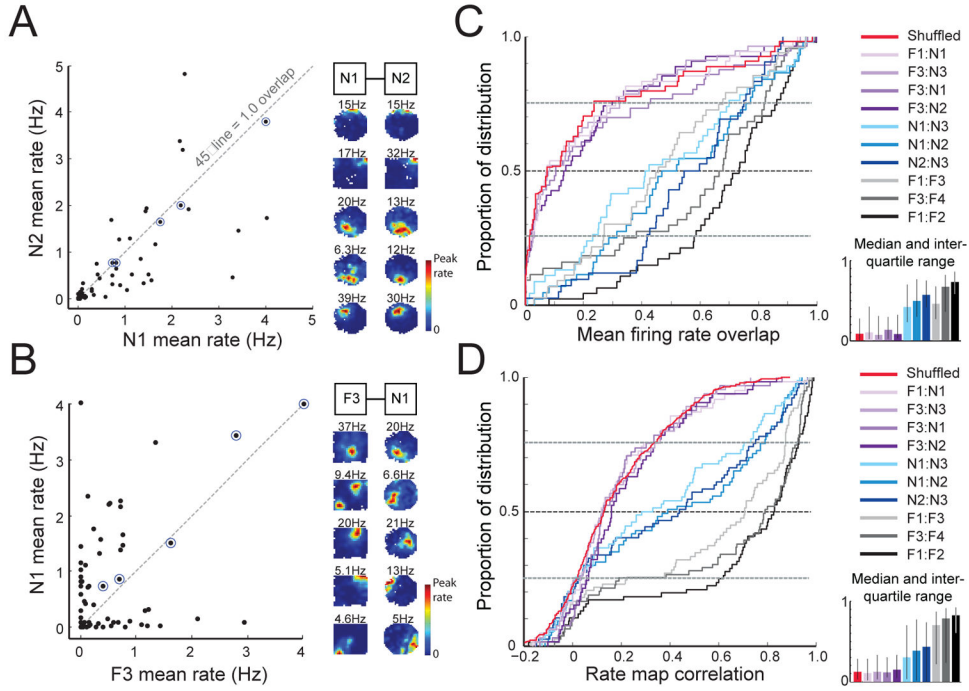 A
N2 mean rate (Hz)
5
4
3
2
1
0
45 line = 1.0 overlap
0 1 2 3 4 5
N1 mean rate (Hz)
N1 N2
15Hz 15Hz
17Hz 32Hz
20Hz 13Hz
6.3Hz 12Hz
39Hz 30Hz
Peak
rate
0
B
N1 mean rate (Hz)
4
3
2
1
0
0 1 2 3 4
F3 mean rate (Hz)
F3 N1
37Hz 20Hz
9.4Hz 6.6Hz
20Hz 21Hz
5.1Hz 13Hz
4.6Hz 5Hz
Peak
rate
0
C
Proportion of distribution
1.0
0.5
0
0 0.2 0.4 0.6 0.8 1.0
Mean firing rate overlap
Shuffled
F1:N1
F3:N3
F3:N1
F3:N2
N1:N3
N1:N2
N2:N3
F1:F3
F3:F4
F1:F2
Median and inter-
quartile range
1
0
D
Proportion of distribution
1.0
0.5
0
-0.2 0 0.2 0.4 0.6 0.8 1.0
Rate map correlation
Shuffled
F1:N1
F3:N3
F3:N1
F3:N2
N1:N3
N1:N2
N2:N3
F1:F3
F3:F4
F1:F2
Median and inter-
quartile range
1
0